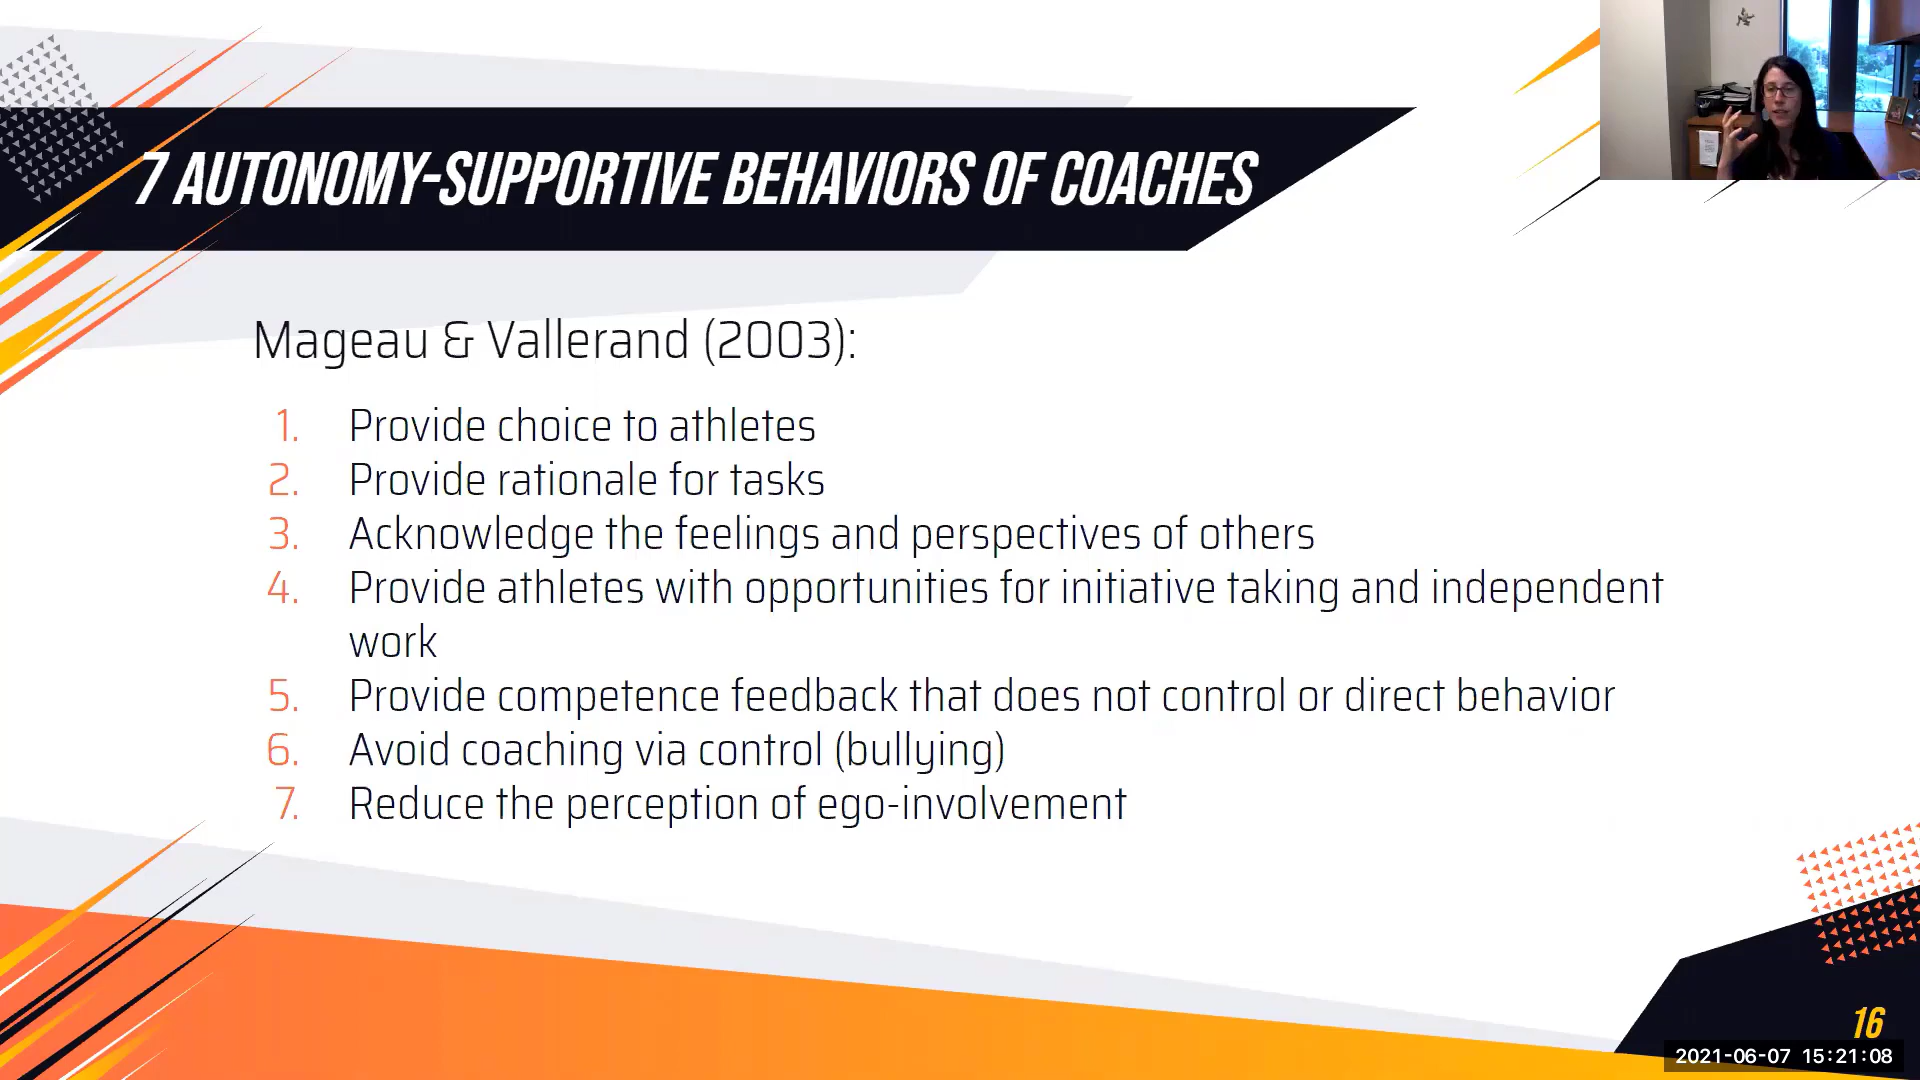 7 AUTONOMY-SUPPORTIVE BEHAVIORS OF COACHES
Mageau & Vallerand (2003):
1. Provide choice to athletes
2. Provide rationale for tasks
3. Acknowledge the feelings and perspectives of others
4. Provide athletes with opportunities for initiative taking and independent
work
5. Provide competence feedback that does not control or direct behavior
6. Avoid coaching via control (bullying)
7. Reduce the perception of ego-involvement
16
2021-06-07 15:21:08